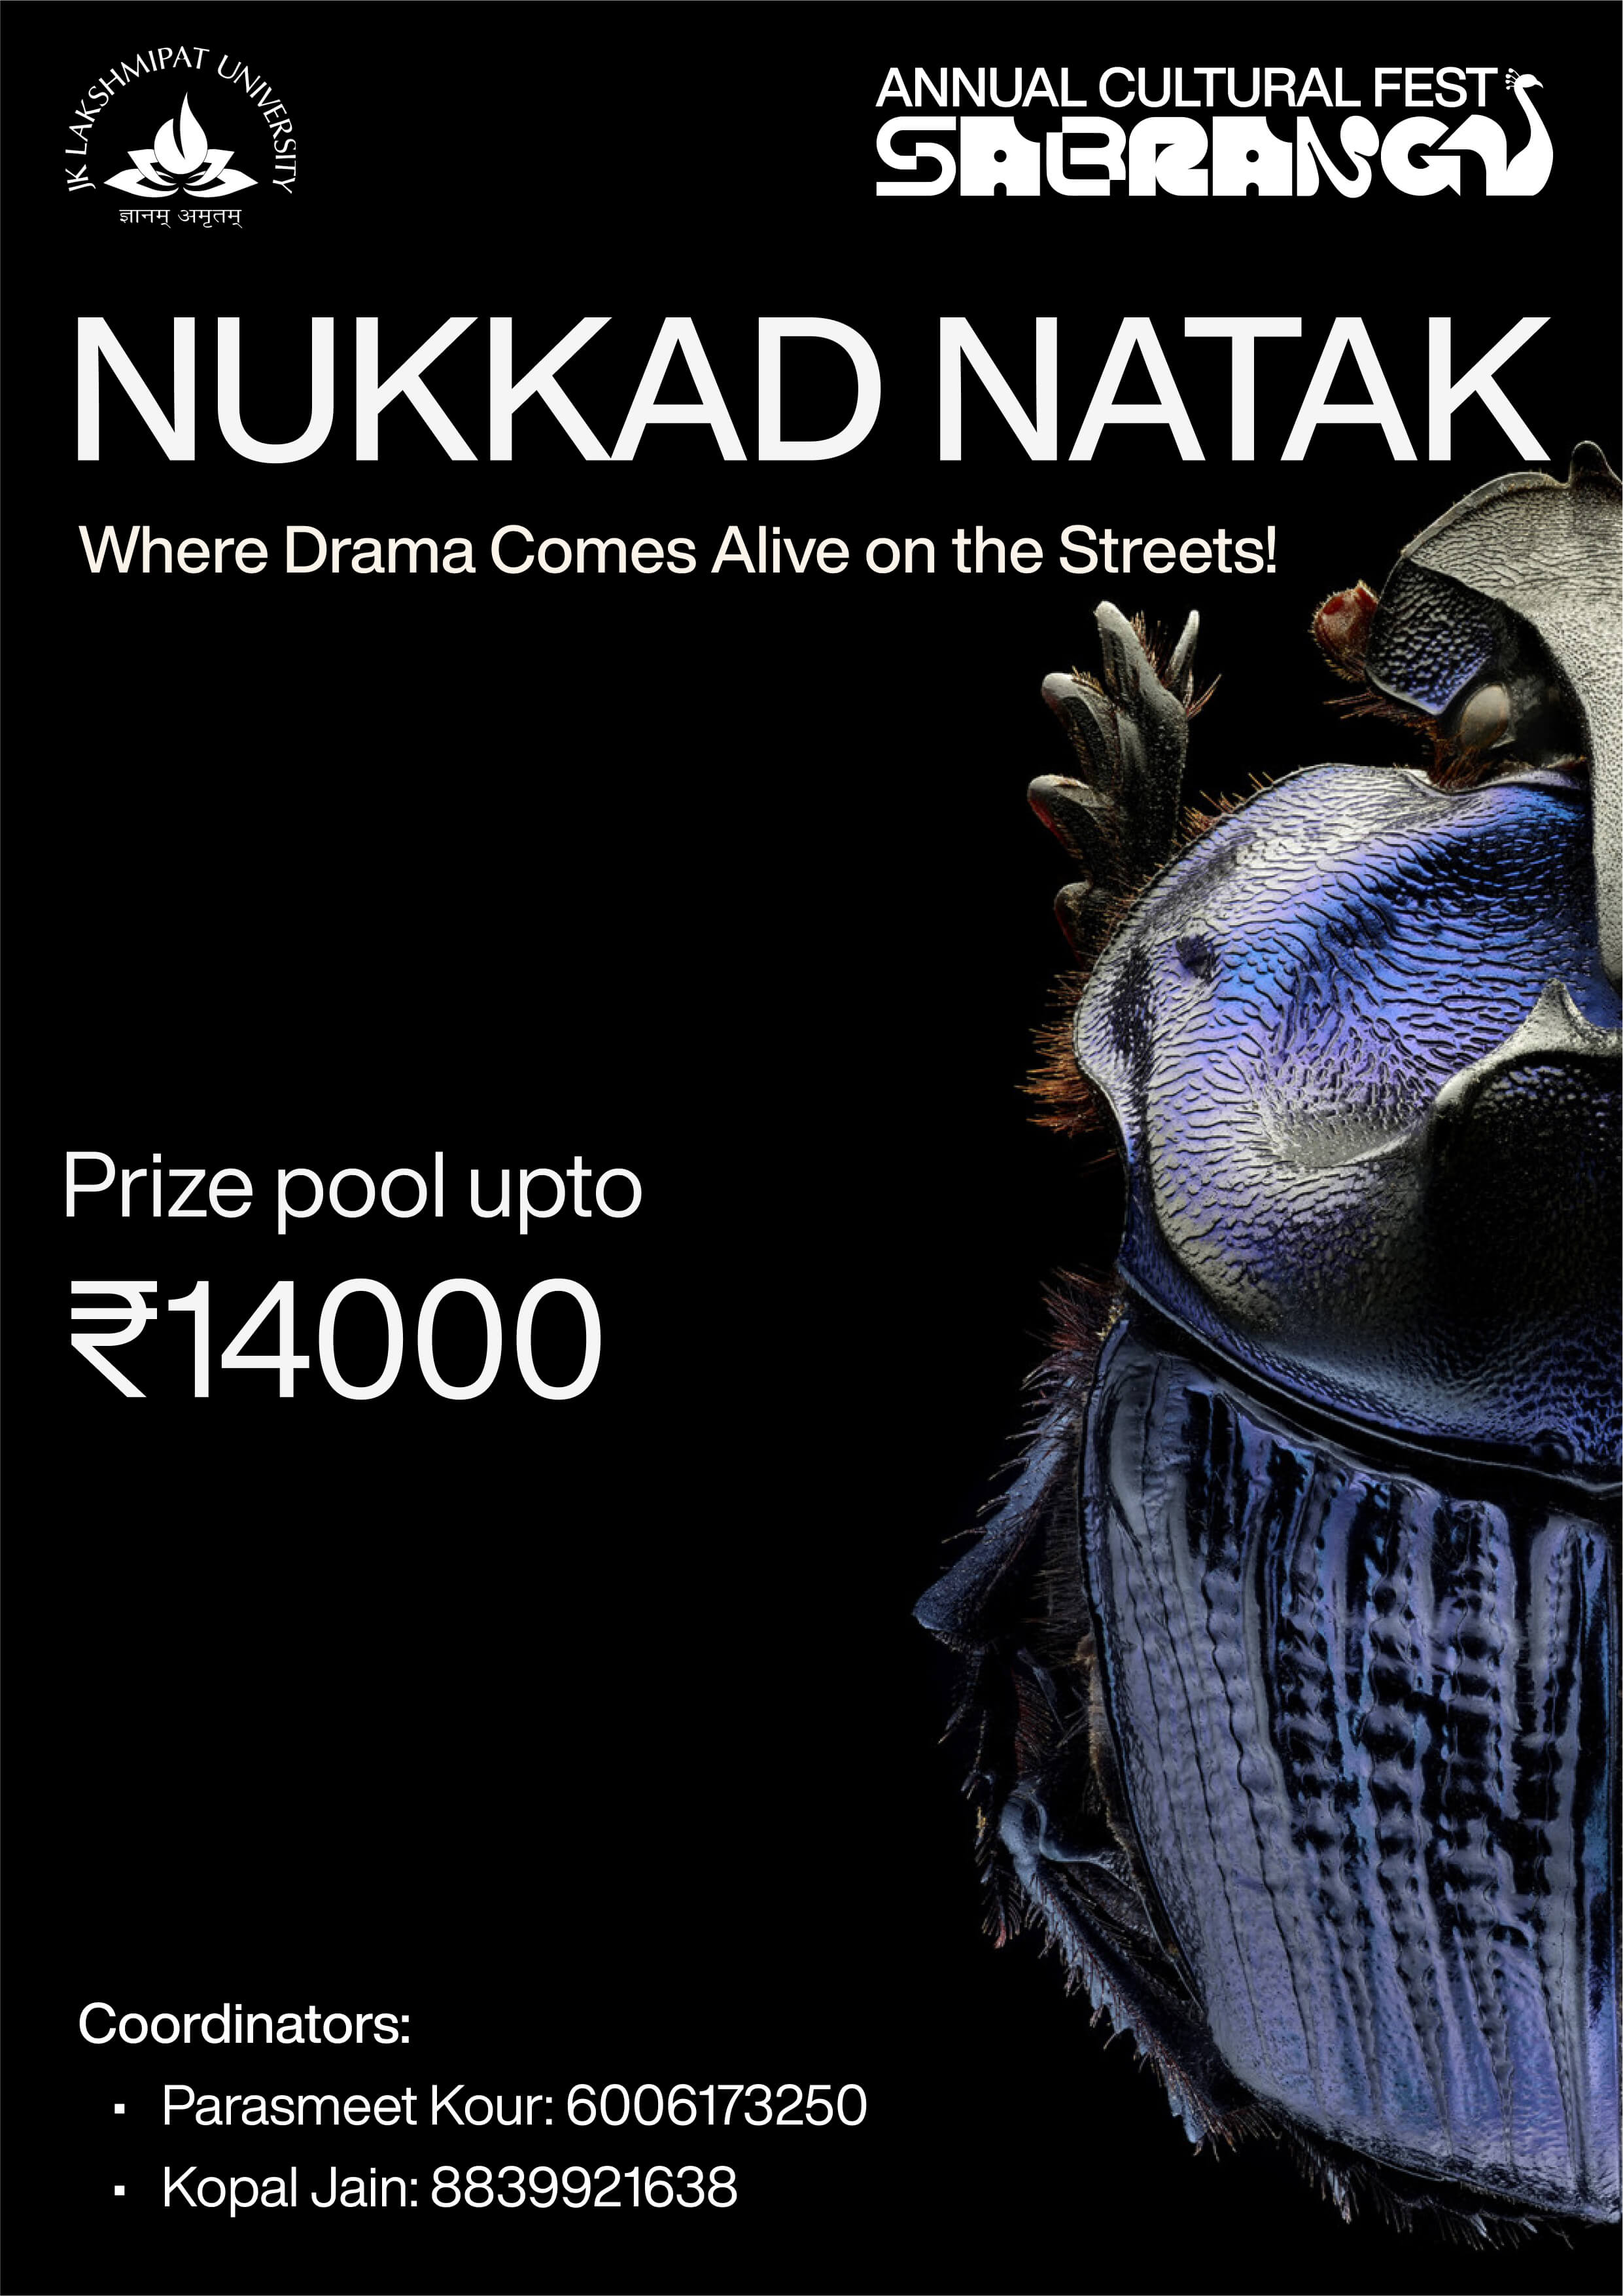 JK LAKSHMIPAT UNIVERSITY
ज्ञानम् अमृतम्
ANNUAL CULTURAL FEST
SABRANG
NUKKAD NATAK
Where Drama Comes Alive on the Streets!
Prize pool upto
₹14000
Coordinators:
▪ Parasmeet Kour: 6006173250
▪ Kopal Jain: 8839921638